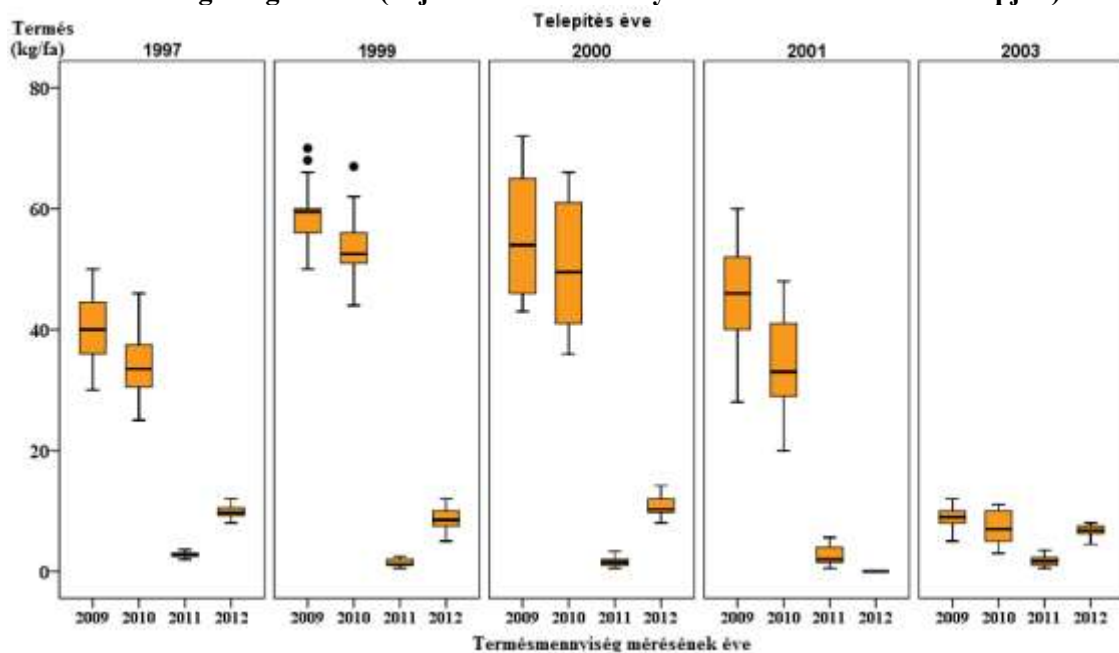 Telepítés éve
Termés
(kg/fa)
1997 1999 2000 2001 2003
80
60
40
20
0
2009 2010 2011 2012 2009 2010 2011 2012 2009 2010 2011 2012 2009 2010 2011 2012 2009 2010 2011 2012
Termésmennyiség mérésének éve